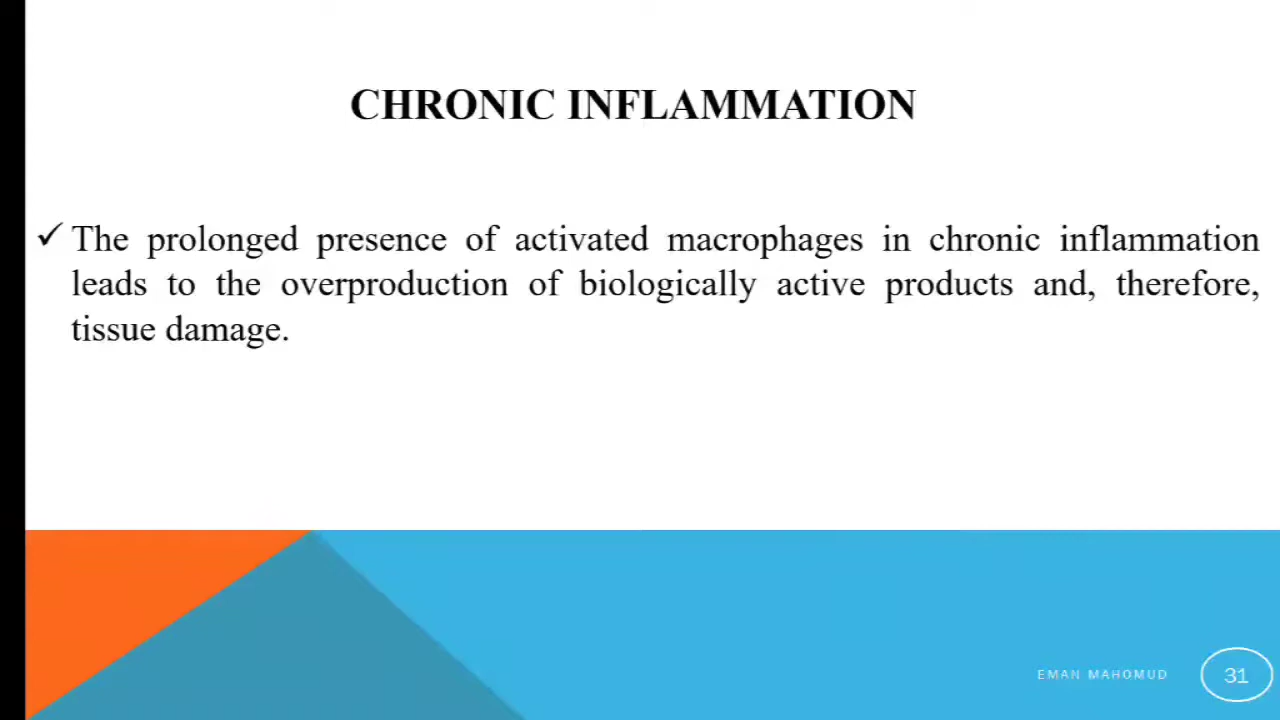 CHRONIC INFLAMMATION
✓ The prolonged presence of activated macrophages in chronic inflammation
leads to the overproduction of biologically active products and, therefore,
tissue damage.
EMAN MAHOMUD
31